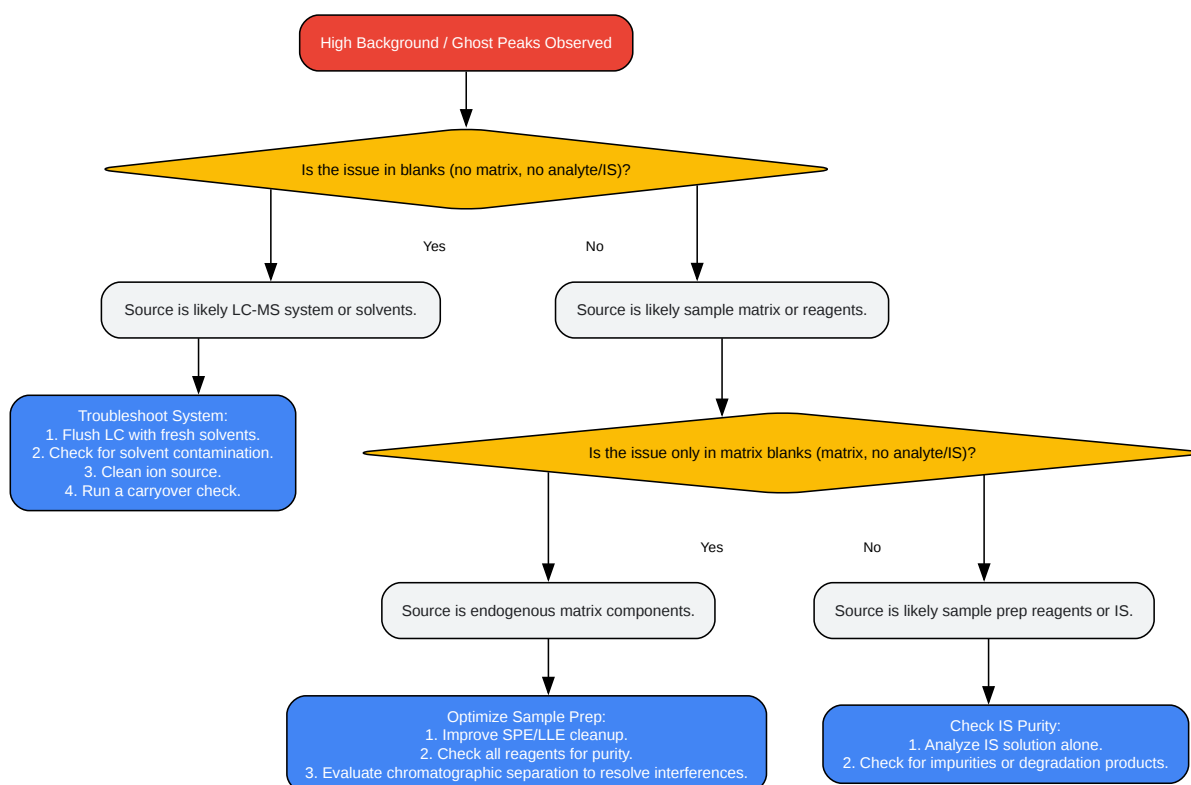 High Background / Ghost Peaks Observed
Is the issue in blanks (no matrix, no analyte/IS)?
Yes
No
Source is likely LC-MS system or solvents.
Source is likely sample matrix or reagents.
Troubleshoot System:
1. Flush LC with fresh solvents.
2. Check for solvent contamination.
3. Clean ion source.
4. Run a carryover check.
Is the issue only in matrix blanks (matrix, no analyte/IS)?
Yes
No
Source is endogenous matrix components.
Source is likely sample prep reagents or IS.
Optimize Sample Prep:
1. Improve SPE/LLE cleanup.
2. Check all reagents for purity.
3. Evaluate chromatographic separation to resolve interferences.
Check IS Purity:
1. Analyze IS solution alone.
2. Check for impurities or degradation products.